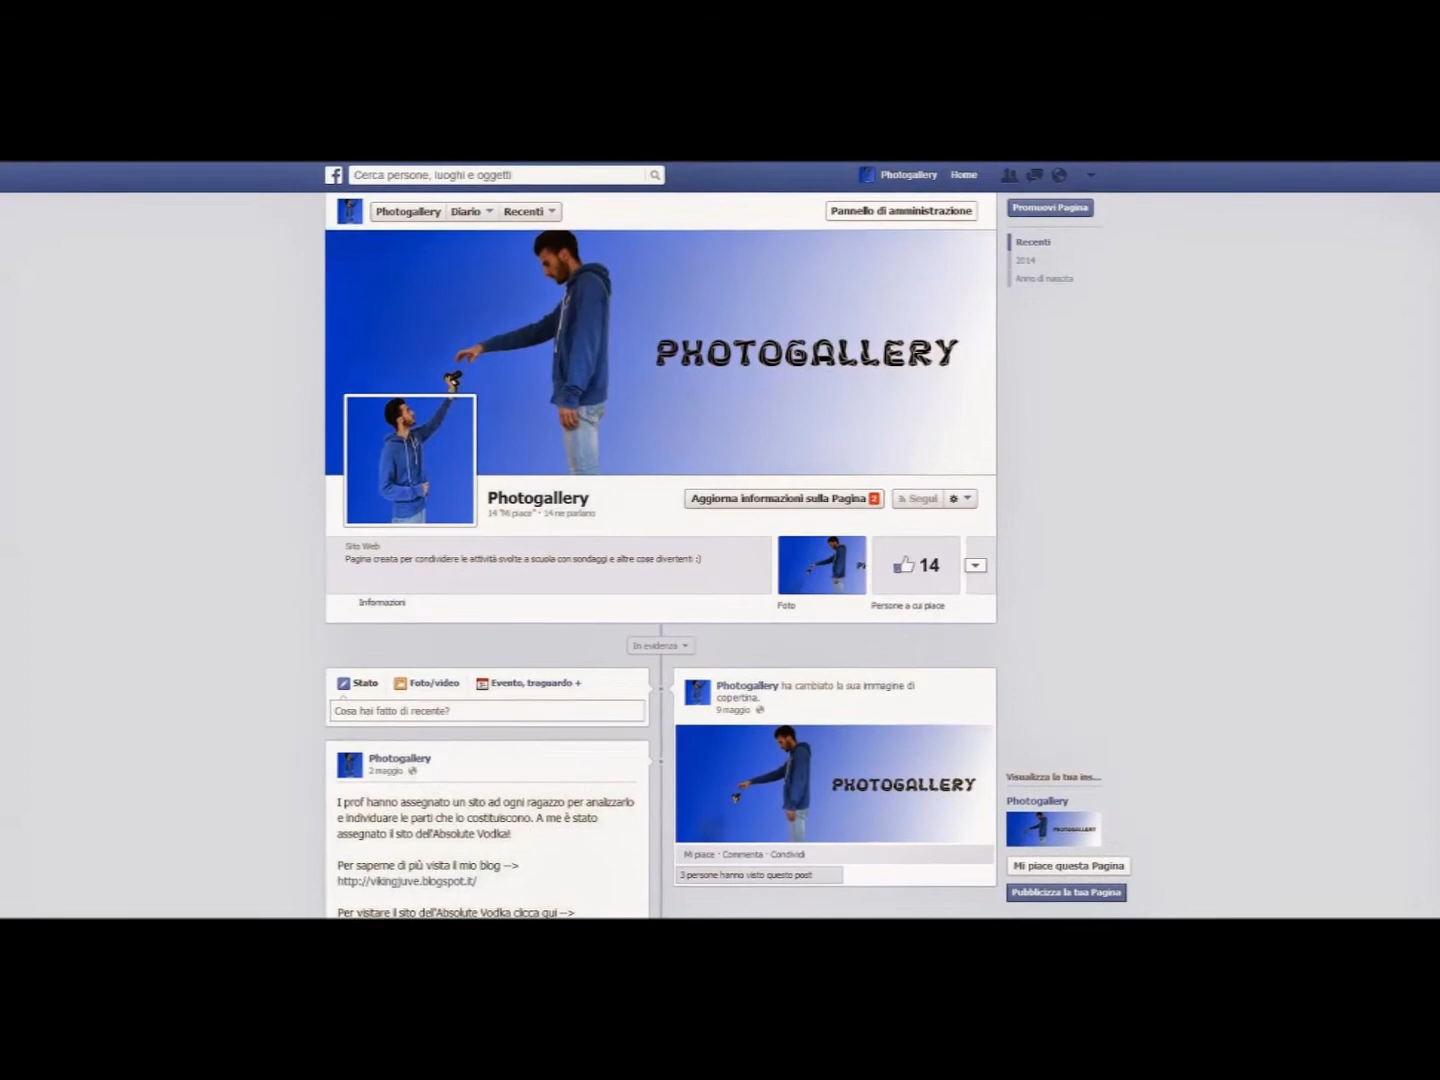 f
Cerca persone, luoghi e oggetti
Photogallery Home
Photogallery Diario Recenti
Pannello di amministrazione
Promuovi Pagina
Recenti
2014
Anno di nascita
PHOTOGALLERY
Photogallery
14 "Mi piace" · 14 ne parlano
Aggiorna informazioni sulla Pagina 2
Segui
Sito Web
Pagina creata per condividere le attività svolte a scuola con sondaggi e altre cose divertenti :)
Informazioni
Foto
14
Persone a cui piace
In evidenza
Stato Foto/video Evento, traguardo +
Cosa hai fatto di recente?
Photogallery
2 maggio
I prof hanno assegnato un sito ad ogni ragazzo per analizzarlo
e individuare le parti che lo costituiscono. A me è stato
assegnato il sito dell'Absolute Vodka!
Per saperne di più visita il mio blog -->
http://vikingjuve.blogspot.it/
Per visitare il sito dell'Absolute Vodka clicca qui -->
Photogallery ha cambiato la sua immagine di
copertina.
9 maggio
PHOTOGALLERY
Mi piace · Commenta · Condividi
3 persone hanno visto questo post
Visualizza la tua ins...
Photogallery
PHOTOGALLERY
Mi piace questa Pagina
Pubblicizza la tua Pagina